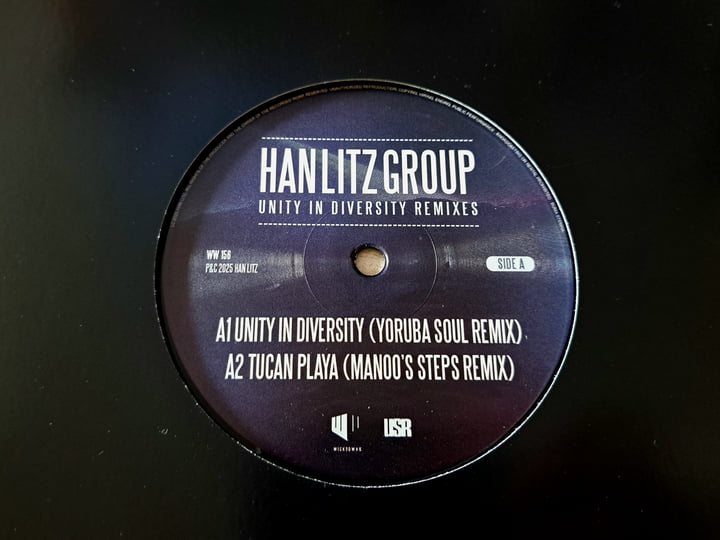 HAN LITZ GROUP
UNITY IN DIVERSITY REMIXES
WW 158
P&C 2025 HAN LITZ
SIDE A
A1 UNITY IN DIVERSITY (YORUBA SOUL REMIX)
A2 TUCAN PLAYA (MANOO'S STEPS REMIX)
USR